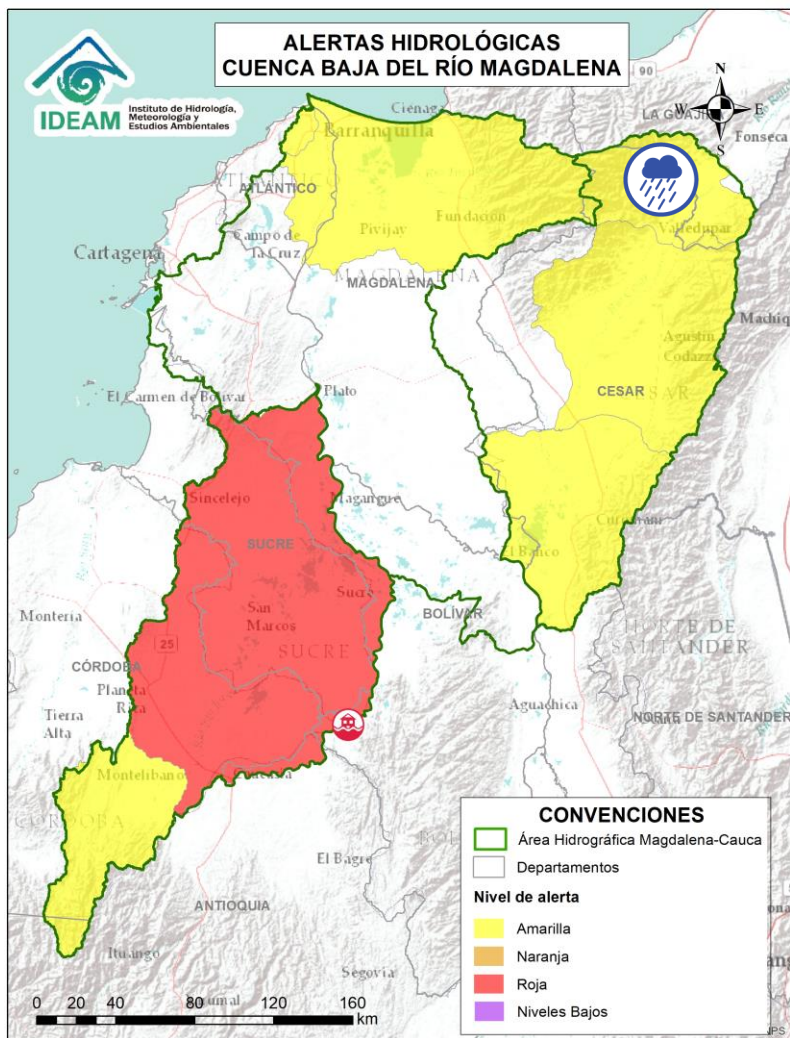 ALERTAS HIDROLÓGICAS
CUENCA BAJA DEL RÍO MAGDALENA
IDEAM
Instituto de Hidrología,
Meteorología y
Estudios Ambientales
N
W
E
S
90
Ciénaga
LA GUAJIRA
Fonseca
Barranquilla
ATLÁNTICO
Pivijay
Fundación
Valledupar
Campo de
la Cruz
Cartagena
MAGDALENA
MAGDALENA
Machiq
Agustín
Codazzi
CESAR
El Carmen de Bolívar
Plato
Sincelejo
Magangue
SUCRE
El Banco
Sucre
San
Marcos
BOLÍVAR
Montería
SUCRE
NORTE DE
SANTANDER
25
CÓRDOBA
Planeta
Rica
Aguachica
NORTE DE SANTANDER
Tierra
Alta
Montelibano
Caucasia
CÓRDOBA
El Bagre
ANTIOQUIA
Ituango
Segovia
CONVENCIONES
Área Hidrográfica Magdalena-Cauca
Departamentos
Nivel de alerta
Amarilla
Naranja
Roja
Niveles Bajos
0 20 40 80 120 160
km